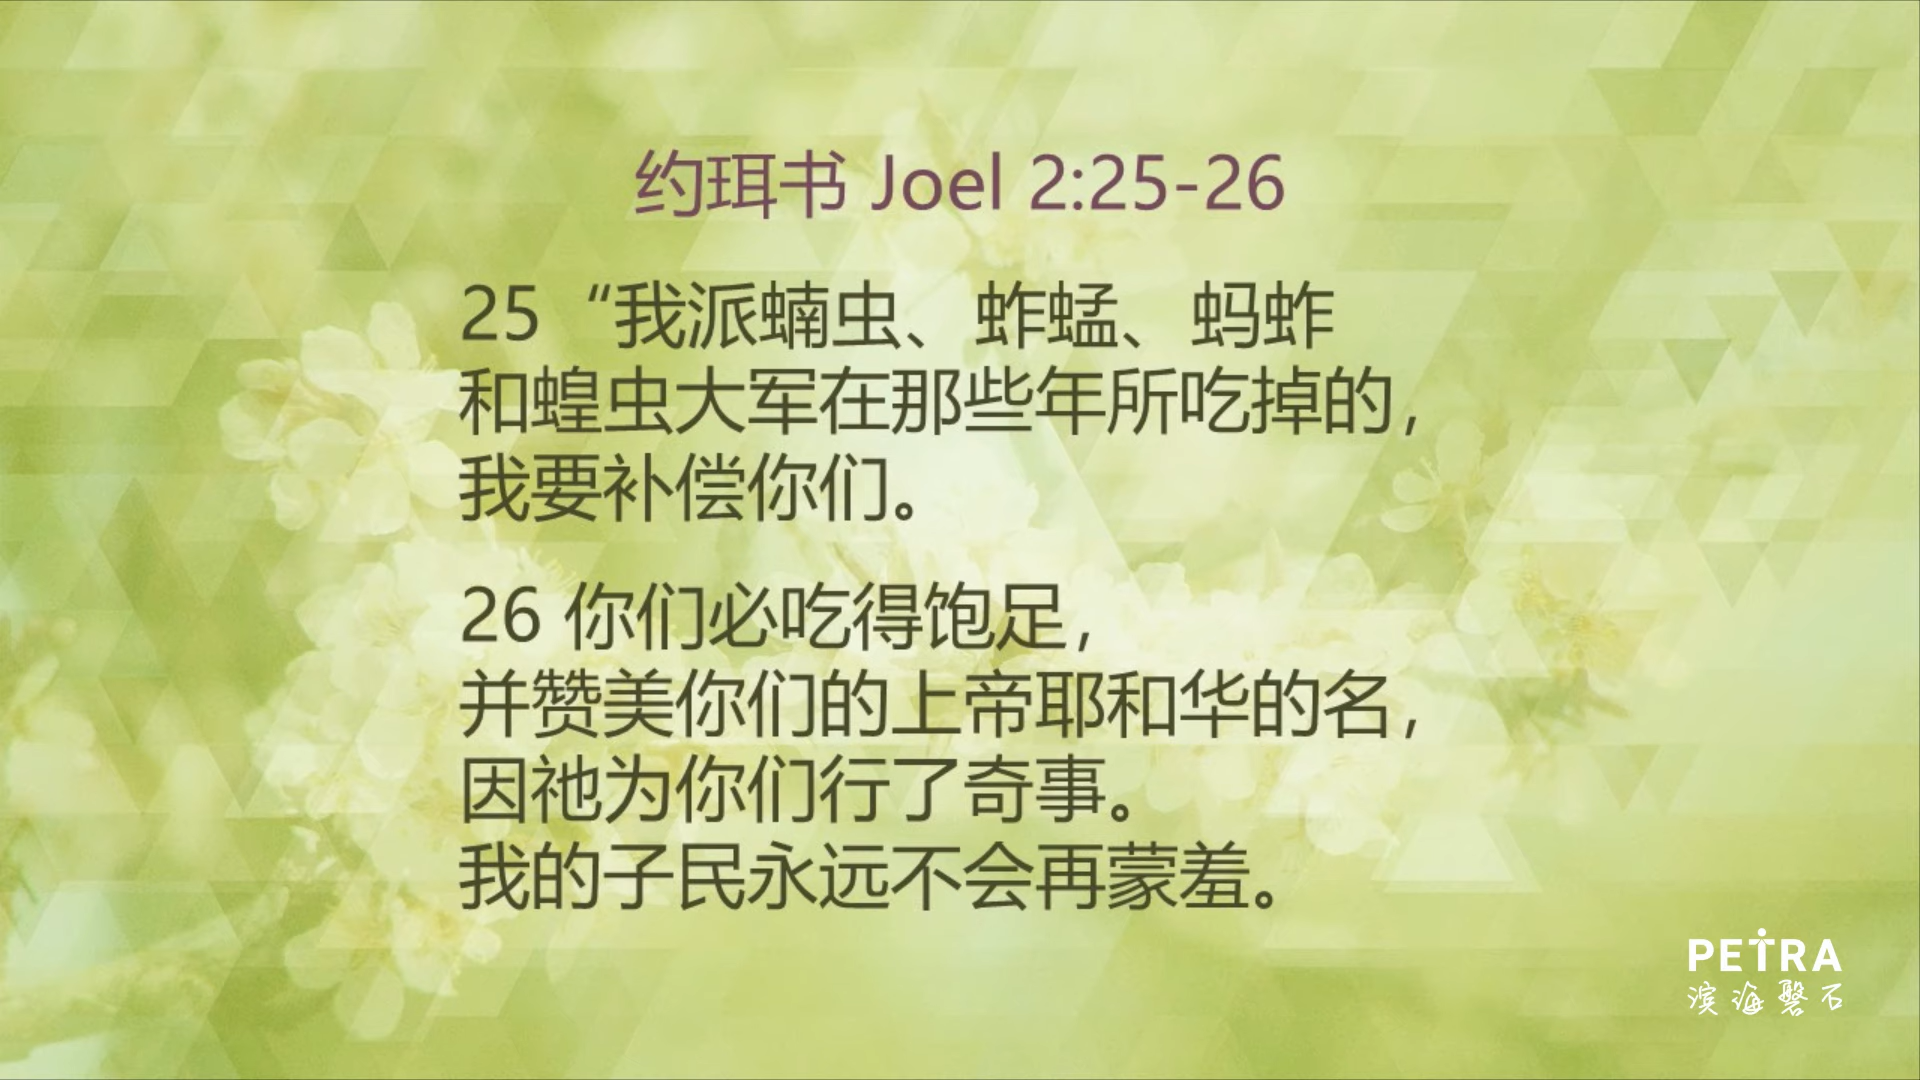 约珥书 Joel 2:25-26
25 “我派蝻虫、蚱蜢、蚂蚱
和蝗虫大军在那些年所吃掉的，
我要补偿你们。
26 你们必吃得饱足，
并赞美你们的上帝耶和华的名，
因祂为你们行了奇事。
我的子民永远不会再蒙羞。
PETRA
滨海磐石